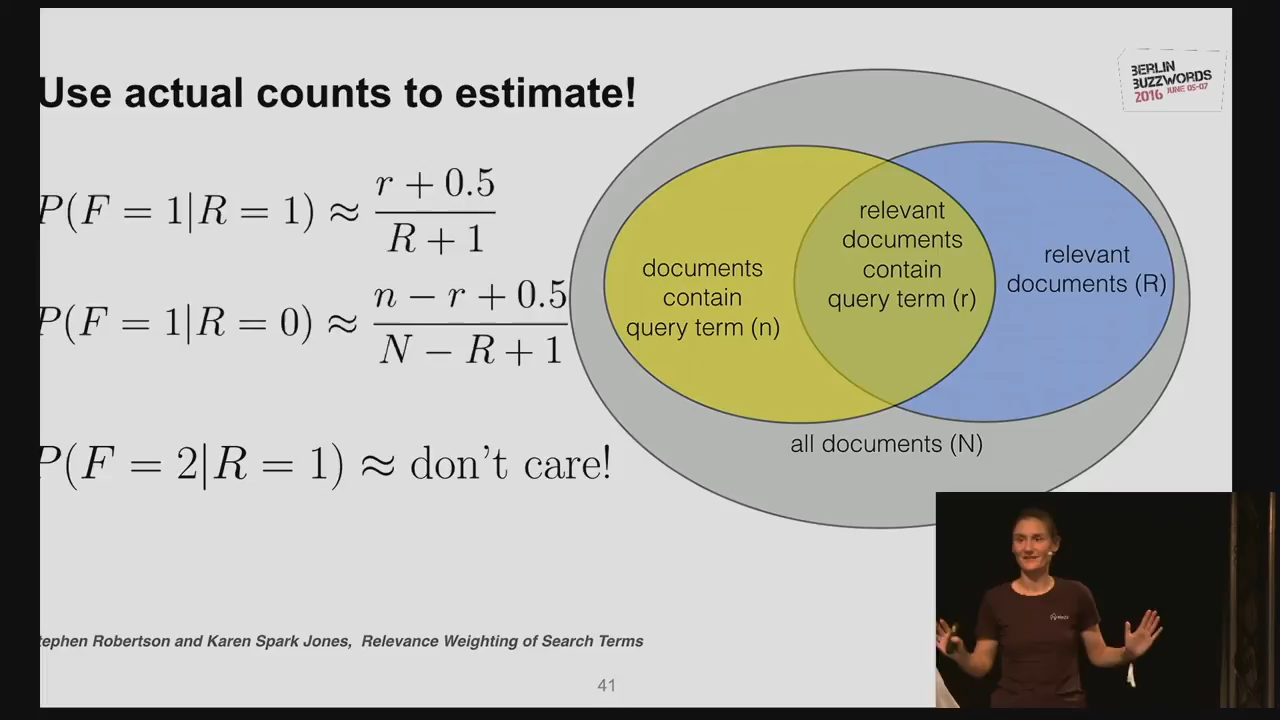 Use actual counts to estimate!
BERLIN
BUZZWORDS
2016 JUNE 05-07
P(F = 1|R = 1) ≈ r + 0.5 / R + 1
P(F = 1|R = 0) ≈ n − r + 0.5 / N − R + 1
P(F = 2|R = 1) ≈ don't care!
documents
contain
query term (n)
relevant
documents
contain
query term (r)
relevant
documents (R)
all documents (N)
tephen Robertson and Karen Spark Jones, Relevance Weighting of Search Terms
41